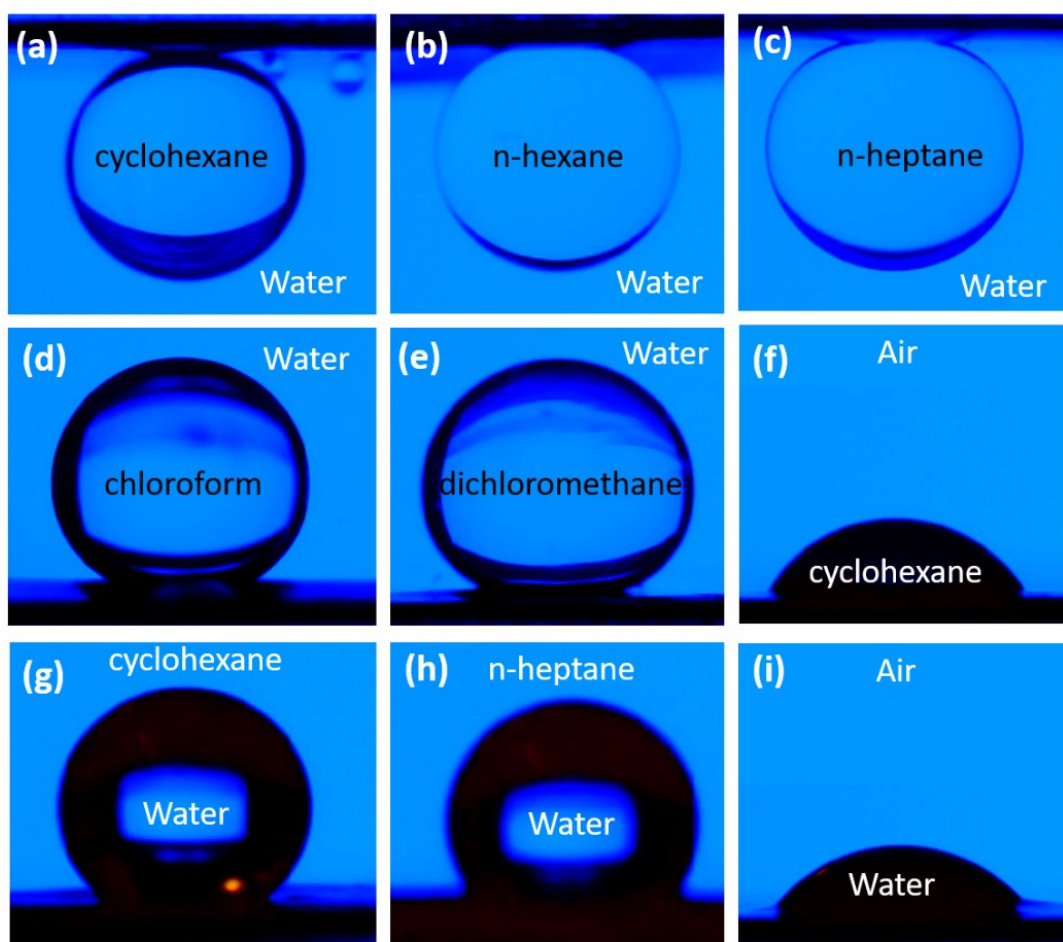 (a)
cyclohexane
Water
(b)
n-hexane
Water
(c)
n-heptane
Water
(d)
Water
chloroform
(e)
Water
dichloromethane
(f)
Air
cyclohexane
(g)
cyclohexane
Water
(h)
n-heptane
Water
(i)
Air
Water